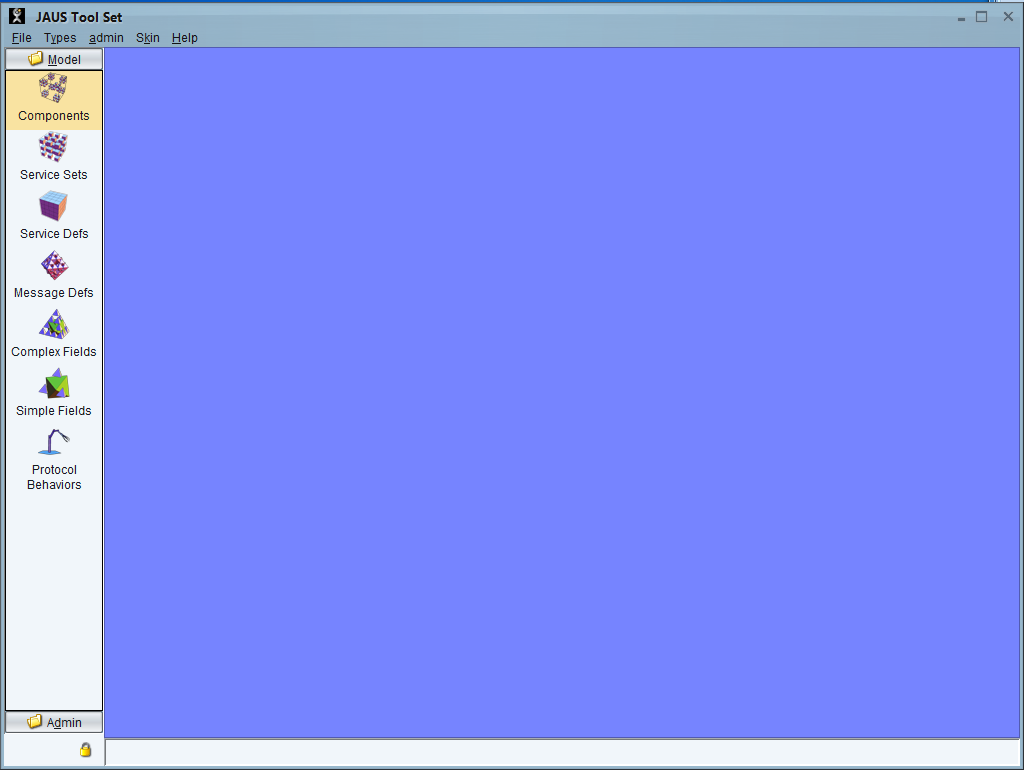 JAUS Tool Set
File Types admin Skin Help
Model
Components
Service Sets
Service Defs
Message Defs
Complex Fields
Simple Fields
Protocol
Behaviors
Admin